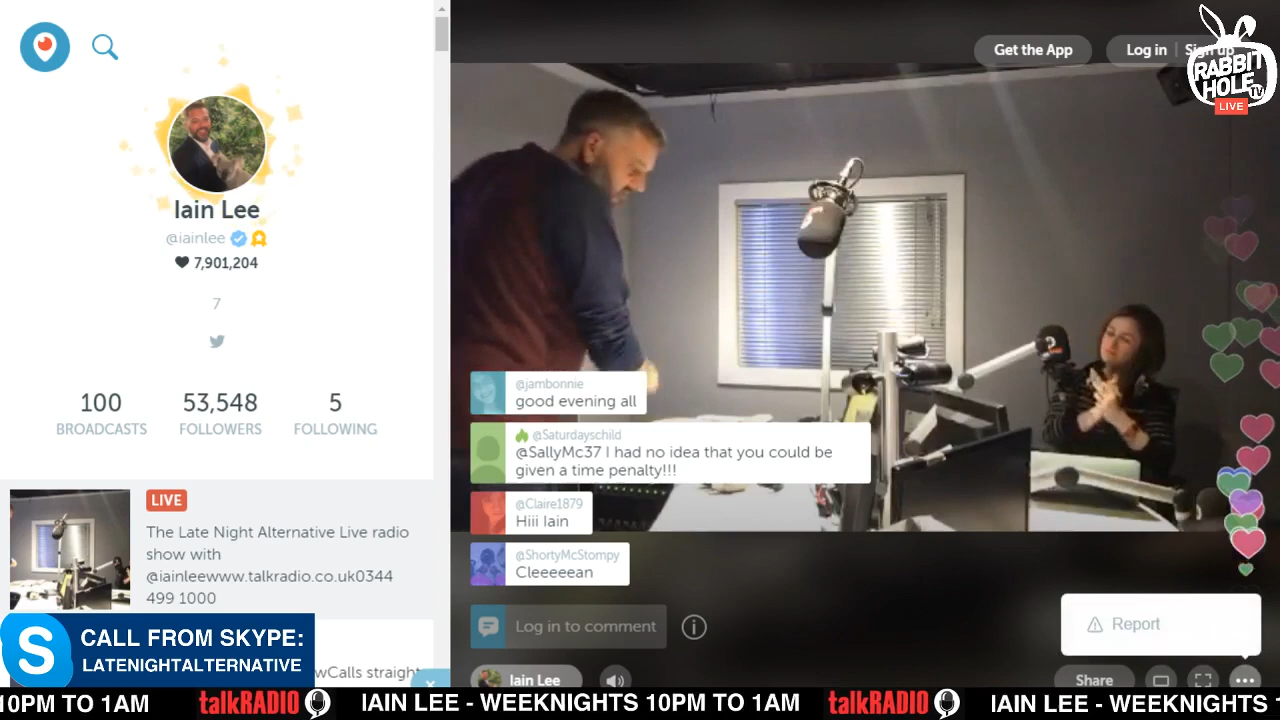 Iain Lee
@iainlee
7,901,204
7
100
BROADCASTS
53,548
FOLLOWERS
5
FOLLOWING
LIVE
The Late Night Alternative Live radio
show with
@iainleewww.talkradio.co.uk0344
499 1000
wCalls straight
S CALL FROM SKYPE:
LATENIGHTALTERNATIVE
Get the App
Log in | Sign up
RABBIT
HOLE TV
LIVE
@jambonnie
good evening all
@Saturdayschild
@SallyMc37 I had no idea that you could be
given a time penalty!!!
@Claire1879
Hiii Iain
@ShortyMcStompy
Cleeeeean
Log in to comment
Report
Iain Lee
Share
10PM TO 1AM talkRADIO IAIN LEE - WEEKNIGHTS 10PM TO 1AM talkRADIO IAIN LEE - WEEKNIGHTS